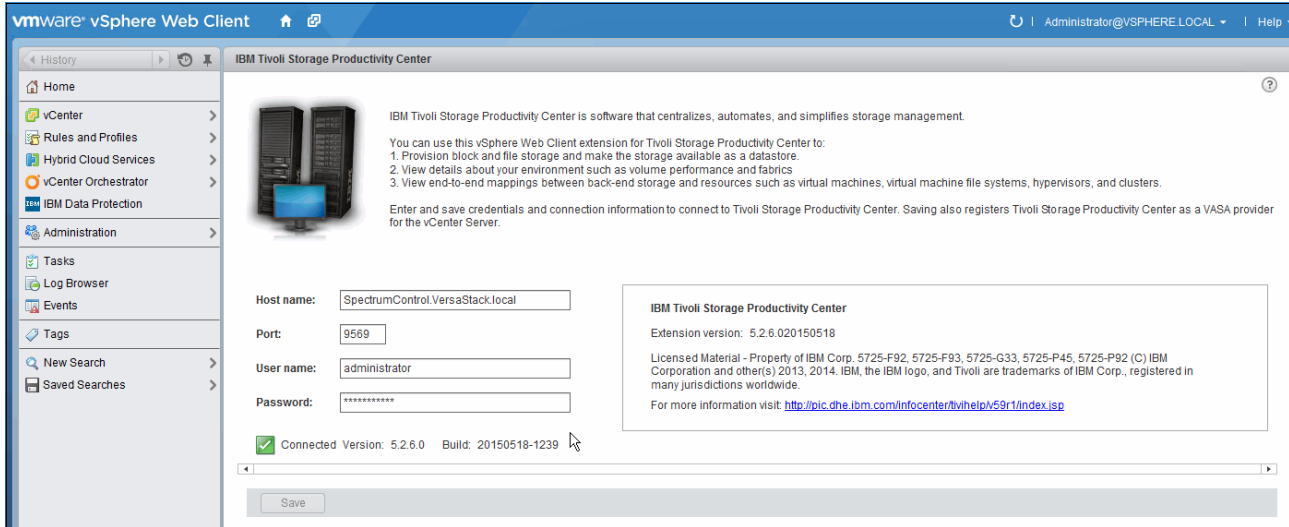 vmware® vSphere Web Client
Administrator@VSPHERE.LOCAL
Help
History
Home
vCenter
Rules and Profiles
Hybrid Cloud Services
vCenter Orchestrator
IBM IBM Data Protection
Administration
Tasks
Log Browser
Events
Tags
New Search
Saved Searches
IBM Tivoli Storage Productivity Center
IBM Tivoli Storage Productivity Center is software that centralizes, automates, and simplifies storage management.
You can use this vSphere Web Client extension for Tivoli Storage Productivity Center to:
1. Provision block and file storage and make the storage available as a datastore.
2. View details about your environment such as volume performance and fabrics
3. View end-to-end mappings between back-end storage and resources such as virtual machines, virtual machine file systems, hypervisors, and clusters.
Enter and save credentials and connection information to connect to Tivoli Storage Productivity Center. Saving also registers Tivoli Storage Productivity Center as a VASA provider
for the vCenter Server.
Host name: SpectrumControl.VersaStack.local
Port: 9569
User name: administrator
Password: ***********
Connected Version: 5.2.6.0 Build: 20150518-1239
IBM Tivoli Storage Productivity Center
Extension version: 5.2.6.020150518
Licensed Material - Property of IBM Corp. 5725-F92, 5725-F93, 5725-G33, 5725-P45, 5725-P92 (C) IBM
Corporation and other(s) 2013, 2014. IBM, the IBM logo, and Tivoli are trademarks of IBM Corp., registered in
many jurisdictions worldwide.
For more information visit: http://pic.dhe.ibm.com/infocenter/tivihelp/v59r1/index.jsp
Save